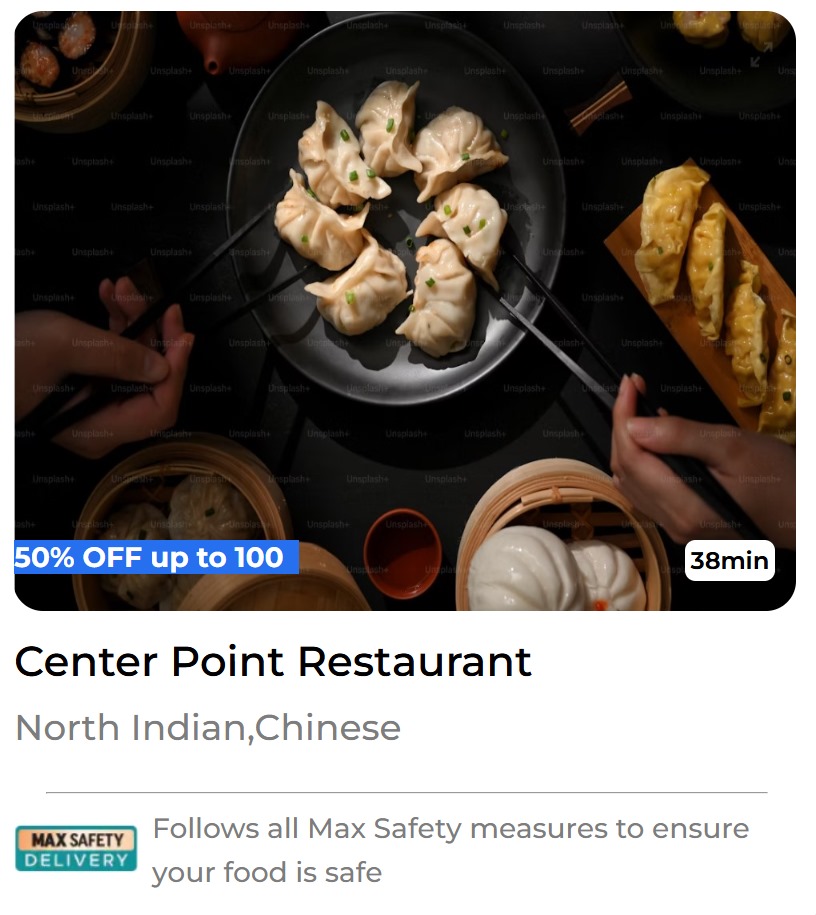 50% OFF up to 100
38min
Center Point Restaurant
North Indian,Chinese
MAX SAFETY
DELIVERY
Follows all Max Safety measures to ensure
your food is safe
Unsplash+